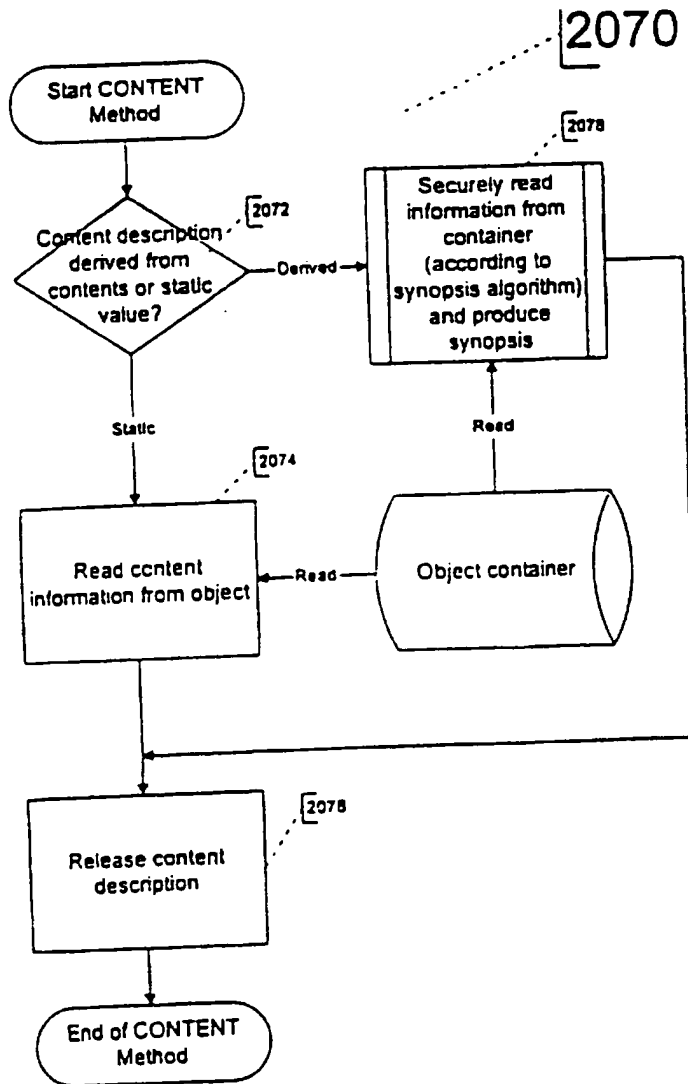 2070
Start CONTENT
Method
2078
Securely read
information from
container
(according to
synopsis algorithm)
and produce
synopsis
2072
Content description
derived from
contents or static
value?
Derived
Static
Read
2074
Read content
information from object
Read
Object container
2078
Release content
description
End of CONTENT
Method